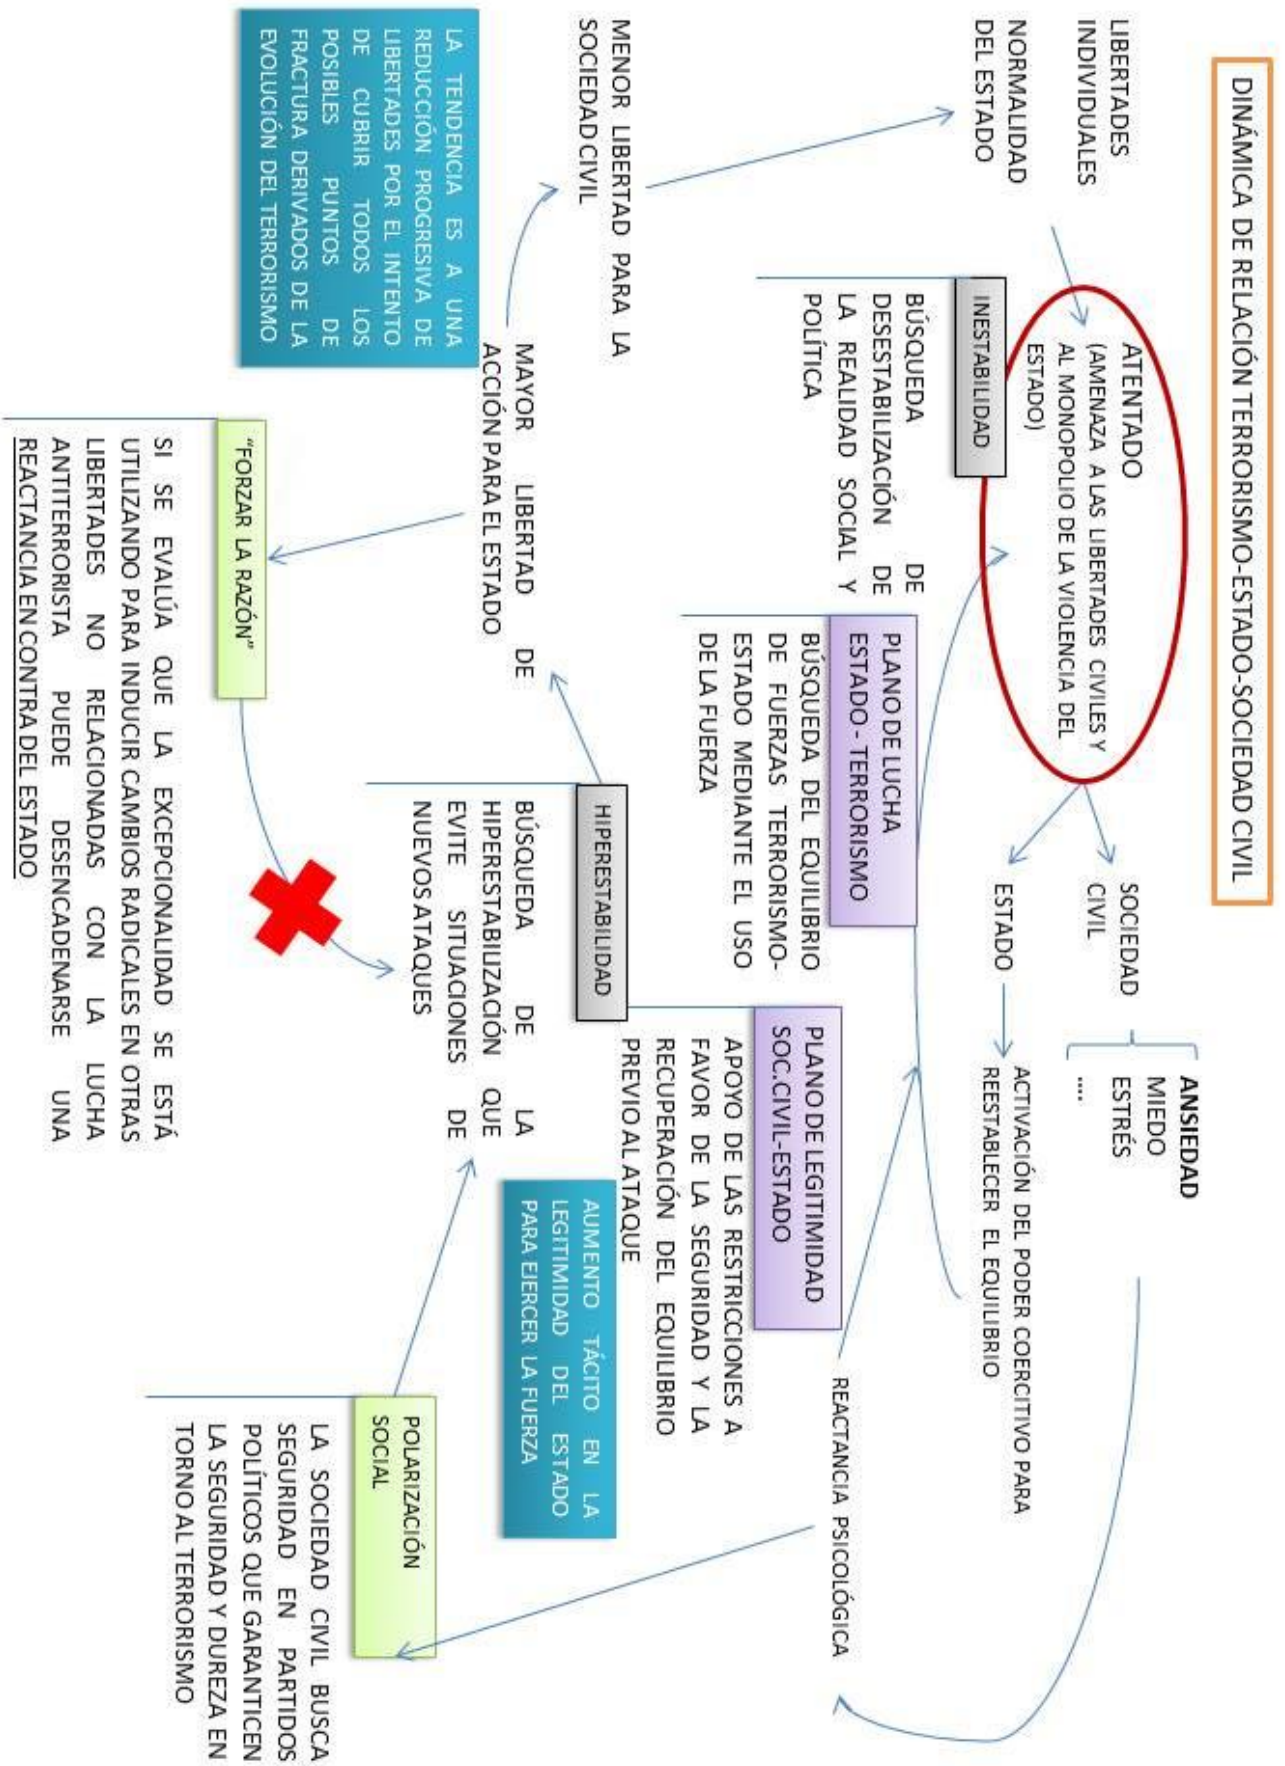 DINÁMICA DE RELACIÓN TERRORISMO-ESTADO-SOCIEDAD CIVIL
LIBERTADES
INDIVIDUALES
NORMALIDAD
DEL ESTADO
ATENTADO
(AMENAZA A LAS LIBERTADES CIVILES Y
AL MONOPOLIO DE LA VIOLENCIA DEL
ESTADO)
SOCIEDAD
CIVIL
ANSIEDAD
MIEDO
ESTRÉS
....
ESTADO
ACTIVACIÓN DEL PODER COERCITIVO PARA
REESTABLECER EL EQUILIBRIO
INESTABILIDAD
BÚSQUEDA DE
DESESTABILIZACIÓN DE
LA REALIDAD SOCIAL Y
POLÍTICA
PLANO DE LUCHA
ESTADO - TERRORISMO
BÚSQUEDA DEL EQUILIBRIO
DE FUERZAS TERRORISMO-
ESTADO MEDIANTE EL USO
DE LA FUERZA
REACTANCIA PSICOLÓGICA
PLANO DE LEGITIMIDAD
SOC.CIVIL-ESTADO
APOYO DE LAS RESTRICCIONES A
FAVOR DE LA SEGURIDAD Y LA
RECUPERACIÓN DEL EQUILIBRIO
PREVIO AL ATAQUE
MENOR LIBERTAD PARA LA
SOCIEDAD CIVIL
HIPERESTABILIDAD
BÚSQUEDA DE LA
HIPERESTABILIZACIÓN QUE
EVITE SITUACIONES DE
NUEVOS ATAQUES
AUMENTO TÁCITO EN LA
LEGITIMIDAD DEL ESTADO
PARA EJERCER LA FUERZA
MAYOR LIBERTAD DE
ACCIÓN PARA EL ESTADO
LA TENDENCIA ES A UNA
REDUCCIÓN PROGRESIVA DE
LIBERTADES POR EL INTENTO
DE CUBRIR TODOS LOS
POSIBLES PUNTOS DE
FRACTURA DERIVADOS DE LA
EVOLUCIÓN DEL TERRORISMO
POLARIZACIÓN
SOCIAL
LA SOCIEDAD CIVIL BUSCA
SEGURIDAD EN PARTIDOS
POLÍTICOS QUE GARANTICEN
LA SEGURIDAD Y DUREZA EN
TORNO AL TERRORISMO
"FORZAR LA RAZÓN"
SI SE EVALÚA QUE LA EXCEPCIONALIDAD SE ESTÁ
UTILIZANDO PARA INDUCIR CAMBIOS RADICALES EN OTRAS
LIBERTADES NO RELACIONADAS CON LA LUCHA
ANTITERRORISTA PUEDE DESENCADENARSE UNA
REACTANCIA EN CONTRA DEL ESTADO